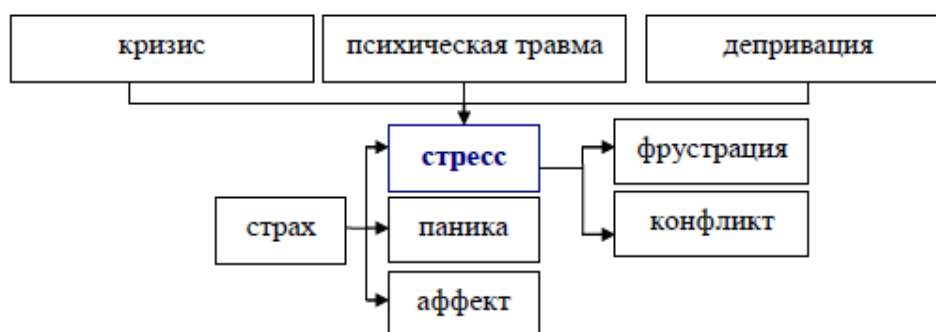 кризис
психическая травма
депривация
стресс
фрустрация
страх
паника
конфликт
аффект